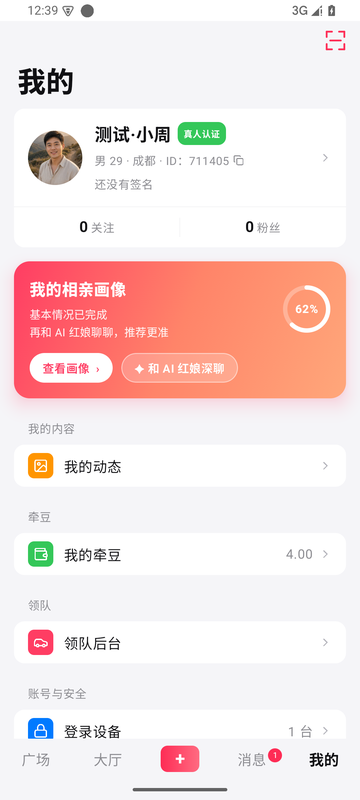 12:39
3G
我的
测试·小周 真人认证
男 29 · 成都 · ID：711405
还没有签名
0 关注
0 粉丝
我的相亲画像
基本情况已完成
再和 AI 红娘聊聊，推荐更准
62%
查看画像 ›
和 AI 红娘深聊
我的内容
我的动态
牵豆
我的牵豆 4.00
领队
领队后台
账号与安全
登录设备 1 台
广场
大厅
消息 1
我的